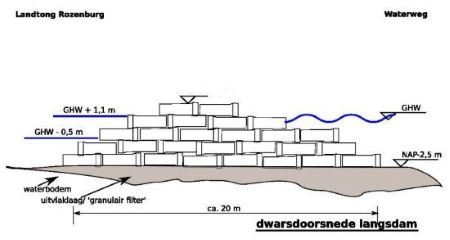 Landtong Rozenburg
Waterweg
GHW + 1,1 m
GHW
GHW - 0,5 m
NAP-2,5 m
waterbodem
uitvlaklaag/ 'granulair filter'
ca. 20 m
dwarsdoorsnede langsdam